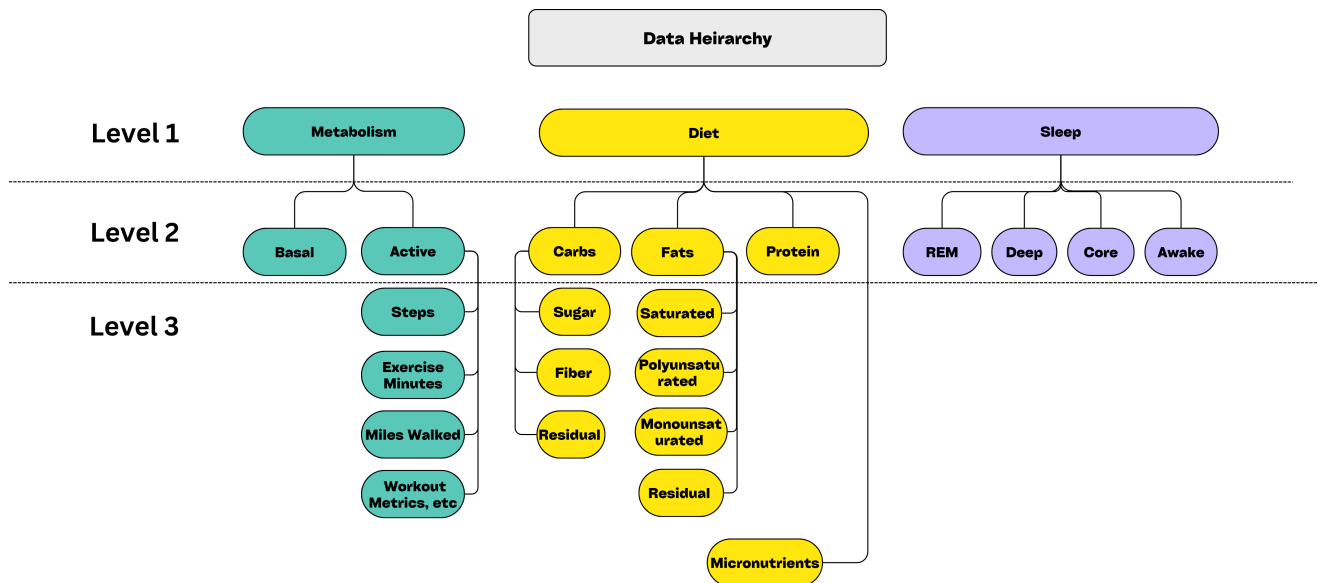 Data Heirarchy
Level 1
Metabolism
Diet
Sleep
Level 2
Basal
Active
Carbs
Fats
Protein
REM
Deep
Core
Awake
Level 3
Steps
Sugar
Saturated
Exercise
Minutes
Fiber
Polyunsatu
rated
Miles Walked
Residual
Monounsat
urated
Workout
Metrics, etc
Residual
Micronutrients